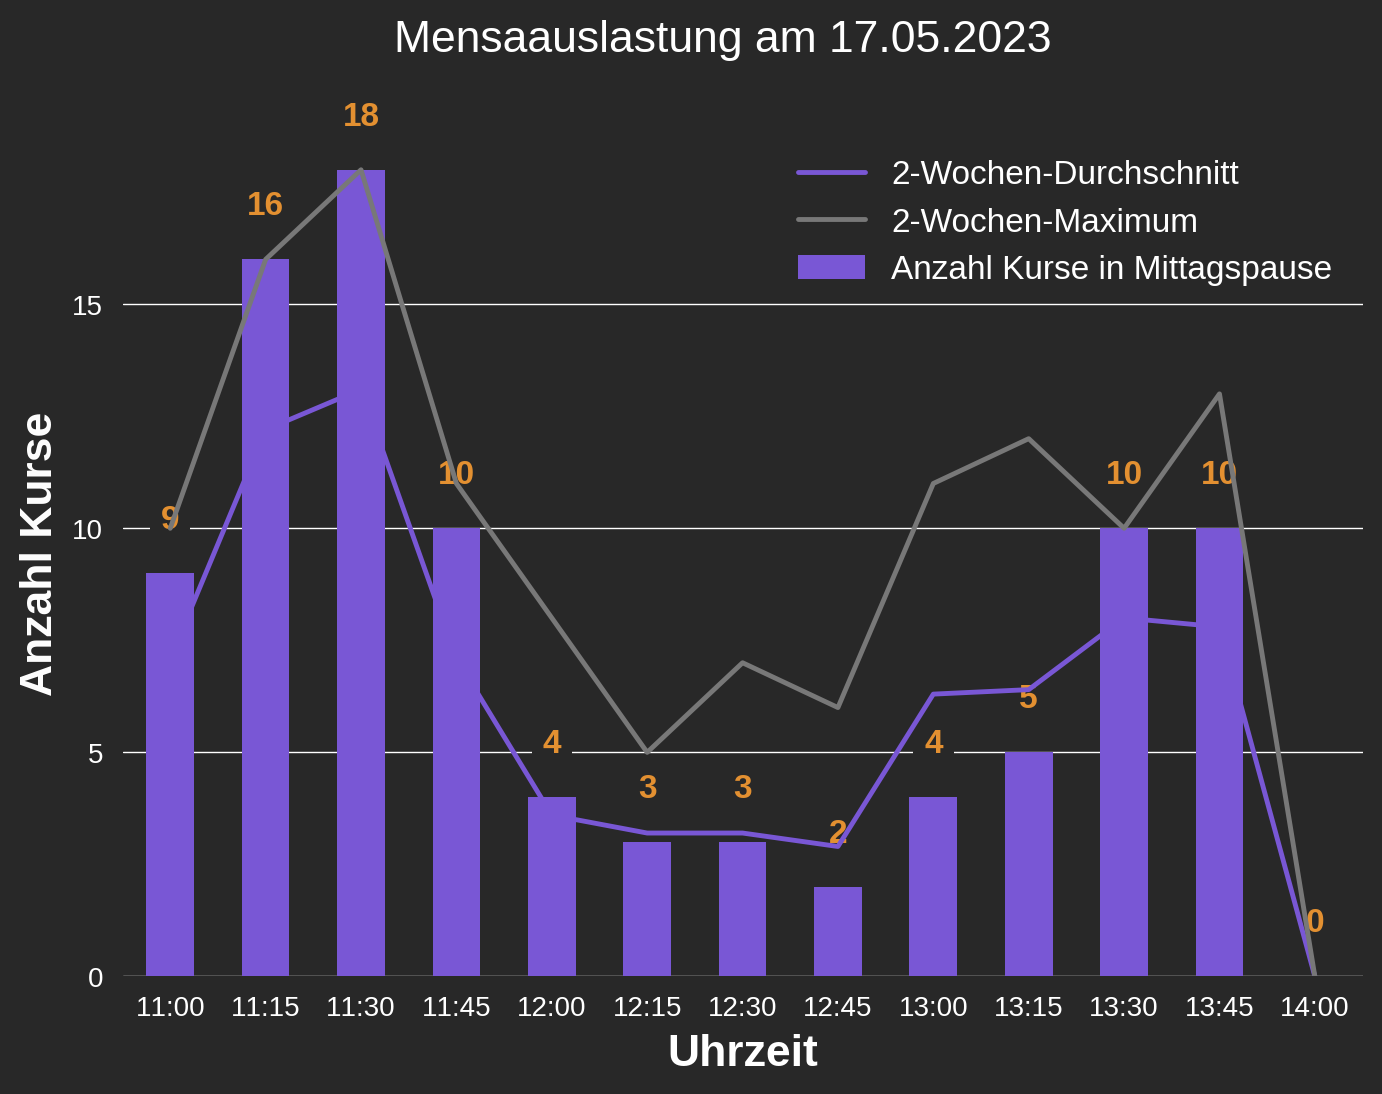 Mensaauslastung am 17.05.2023
18
2-Wochen-Durchschnitt
16
2-Wochen-Maximum
Anzahl Kurse in Mittagspause
15
10 10 10
9
10
5
4 4
5
3 3
2
0
0
11:00 11:15 11:30 11:45 12:00 12:15 12:30 12:45 13:00 13:15 13:30 13:45 14:00
Uhrzeit
Anzahl Kurse